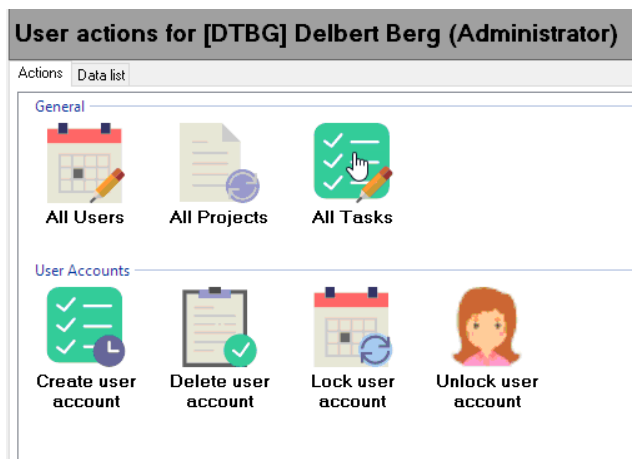 User actions for [DTBG] Delbert Berg (Administrator)
Actions Data list
General
All Users All Projects All Tasks
User Accounts
Create user Delete user Lock user Unlock user
account account account account